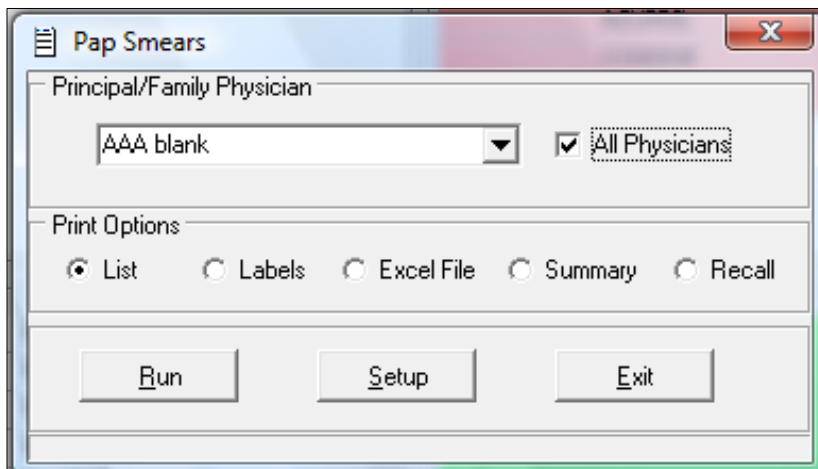 Pap Smears
Principal/Family Physician
AAA blank
All Physicians
Print Options
List Labels Excel File Summary Recall
Run Setup Exit